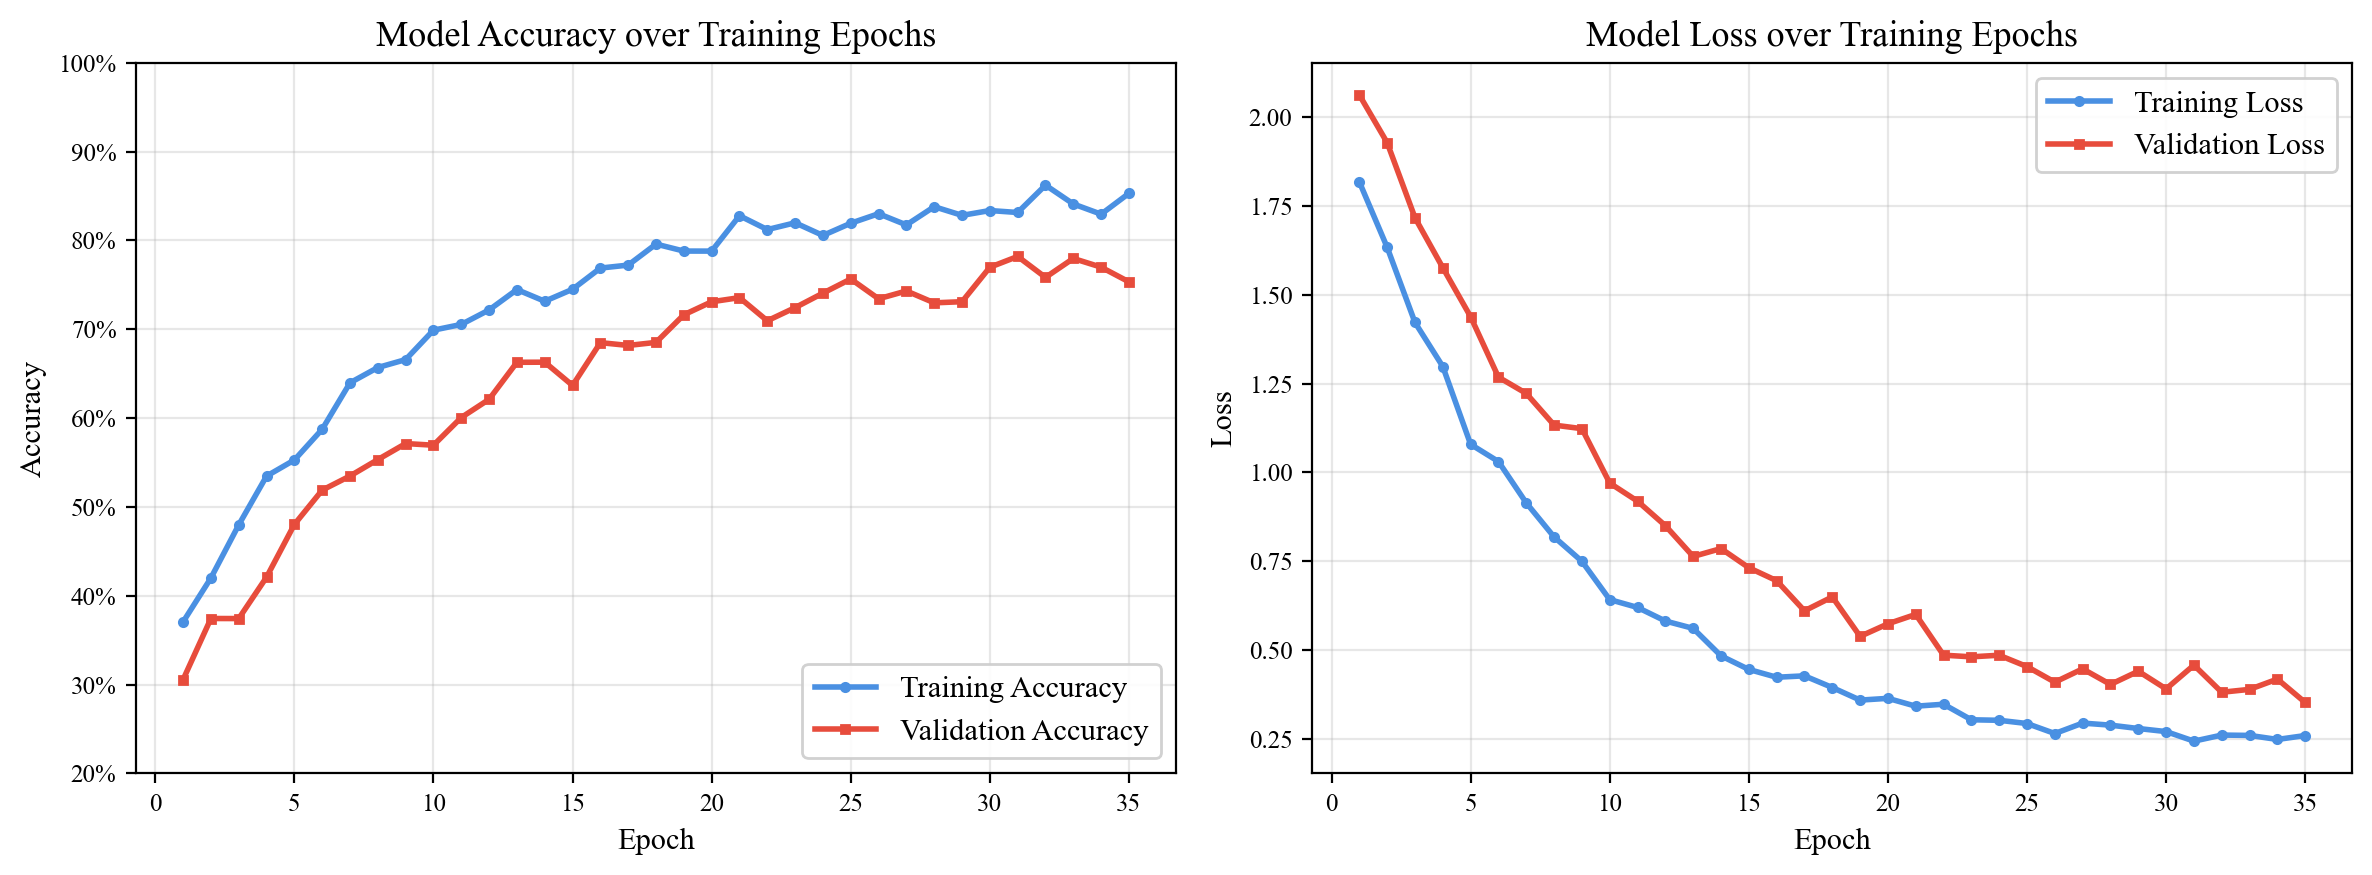 Model Accuracy over Training Epochs
100%
90%
80%
70%
60%
50%
40%
30%
20%
Accuracy
0 5 10 15 20 25 30 35
Epoch
Training Accuracy
Validation Accuracy
Model Loss over Training Epochs
2.00
1.75
1.50
1.25
1.00
0.75
0.50
0.25
Loss
0 5 10 15 20 25 30 35
Epoch
Training Loss
Validation Loss